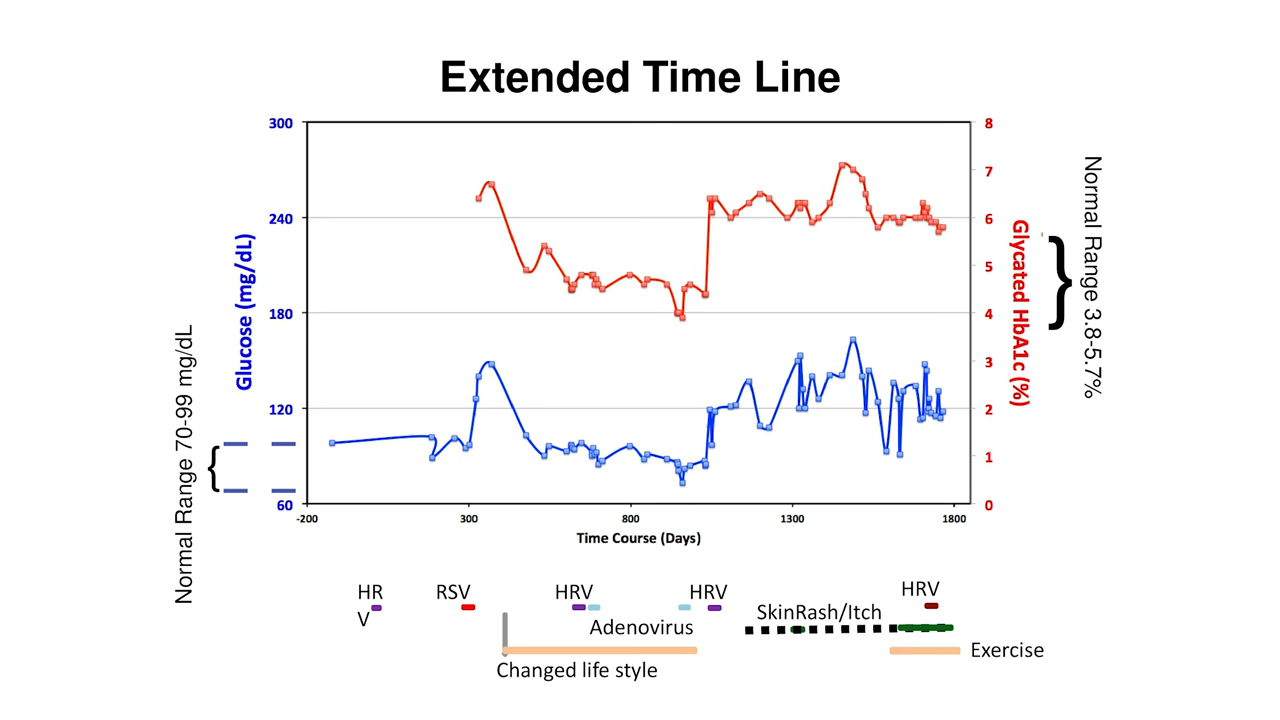 Extended Time Line
300
240
180
120
60
Glucose (mg/dL)
Normal Range 70-99 mg/dL
{
8
7
6
5
4
3
2
1
0
Glycated HbA1c (%)
}
Normal Range 3.8-5.7%
-200 300 800 1300 1800
Time Course (Days)
HR
V
RSV
HRV
HRV
HRV
Adenovirus
SkinRash/Itch
Exercise
Changed life style